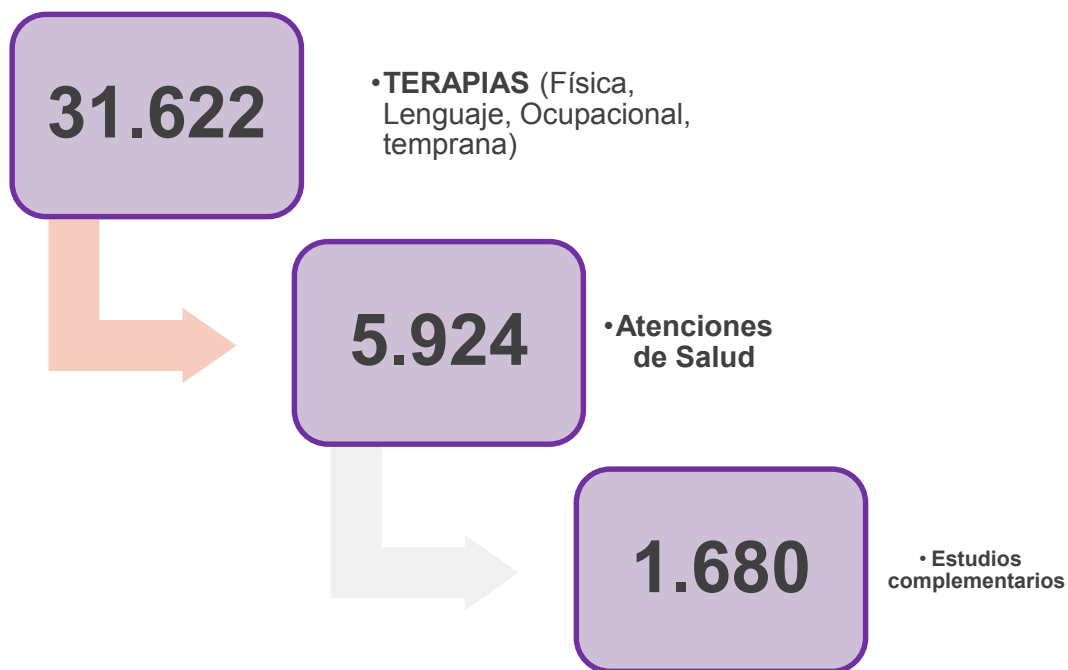 31.622
•TERAPIAS (Física,
Lenguaje, Ocupacional,
temprana)
5.924
•Atenciones
de Salud
1.680
• Estudios
complementarios